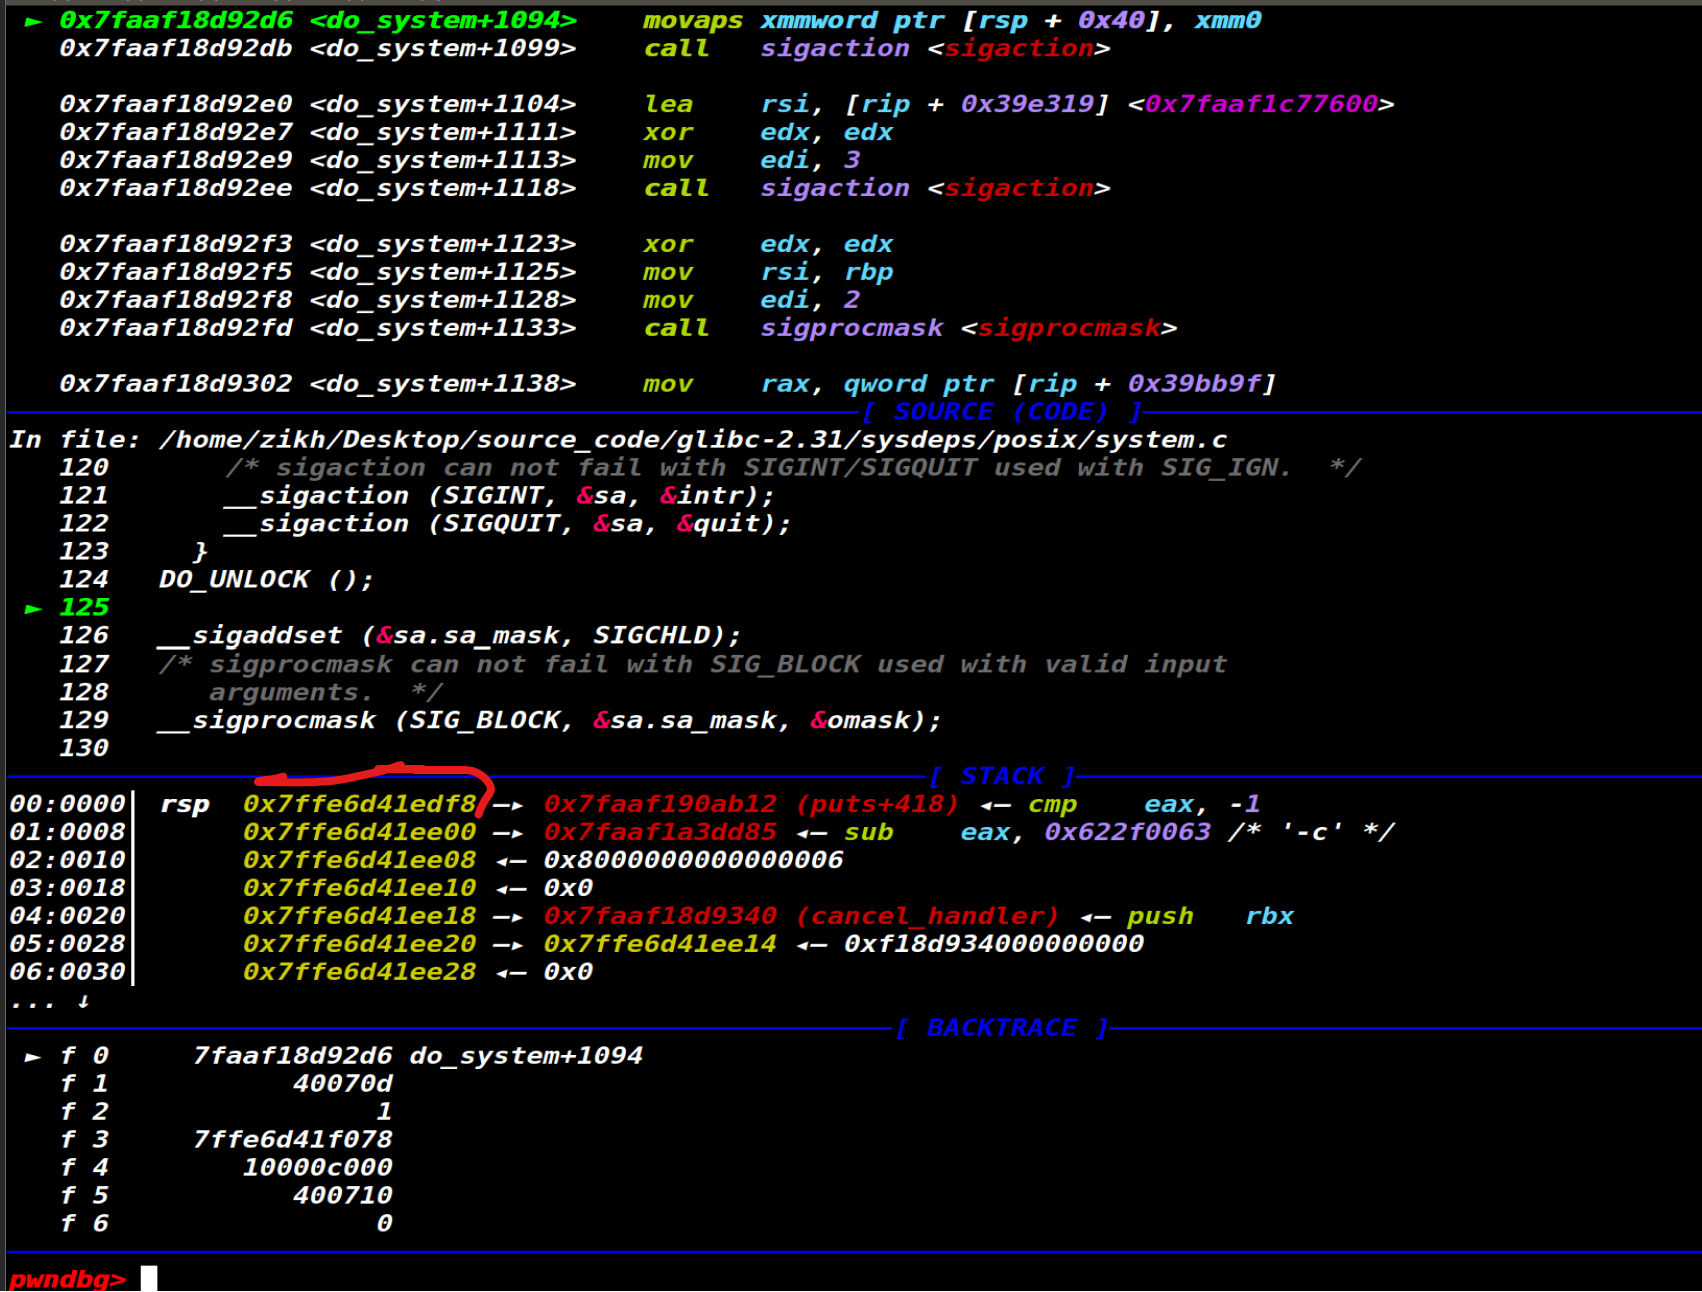 ► 0x7faaf18d92d6 <do_system+1094>    movaps xmmword ptr [rsp + 0x40], xmm0
0x7faaf18d92db <do_system+1099>    call   sigaction <sigaction>
0x7faaf18d92e0 <do_system+1104>    lea    rsi, [rip + 0x39e319] <0x7faaf1c77600>
0x7faaf18d92e7 <do_system+1111>    xor    edx, edx
0x7faaf18d92e9 <do_system+1113>    mov    edi, 3
0x7faaf18d92ee <do_system+1118>    call   sigaction <sigaction>
0x7faaf18d92f3 <do_system+1123>    xor    edx, edx
0x7faaf18d92f5 <do_system+1125>    mov    rsi, rbp
0x7faaf18d92f8 <do_system+1128>    mov    edi, 2
0x7faaf18d92fd <do_system+1133>    call   sigprocmask <sigprocmask>
0x7faaf18d9302 <do_system+1138>    mov    rax, qword ptr [rip + 0x39bb9f]
[ SOURCE (CODE) ]
In file: /home/zikh/Desktop/source_code/glibc-2.31/sysdeps/posix/system.c
120       /* sigaction can not fail with SIGINT/SIGQUIT used with SIG_IGN.  */
121       __sigaction (SIGINT, &sa, &intr);
122       __sigaction (SIGQUIT, &sa, &quit);
123     }
124   DO_UNLOCK ();
► 125
126   __sigaddset (&sa.sa_mask, SIGCHLD);
127   /* sigprocmask can not fail with SIG_BLOCK used with valid input
128      arguments.  */
129   __sigprocmask (SIG_BLOCK, &sa.sa_mask, &omask);
130
[ STACK ]
00:0000│ rsp  0x7ffe6d41edf8 —▸ 0x7faaf190ab12 (puts+418) ◂— cmp    eax, -1
01:0008│      0x7ffe6d41ee00 —▸ 0x7faaf1a3dd85 ◂— sub    eax, 0x622f0063 /* '-c' */
02:0010│      0x7ffe6d41ee08 ◂— 0x8000000000000006
03:0018│      0x7ffe6d41ee10 ◂— 0x0
04:0020│      0x7ffe6d41ee18 —▸ 0x7faaf18d9340 (cancel_handler) ◂— push   rbx
05:0028│      0x7ffe6d41ee20 —▸ 0x7ffe6d41ee14 ◂— 0xf18d934000000000
06:0030│      0x7ffe6d41ee28 ◂— 0x0
... ↓
[ BACKTRACE ]
► f 0     7faaf18d92d6 do_system+1094
f 1           40070d
f 2                1
f 3     7ffe6d41f078
f 4        10000c000
f 5           400710
f 6                0
pwndbg>